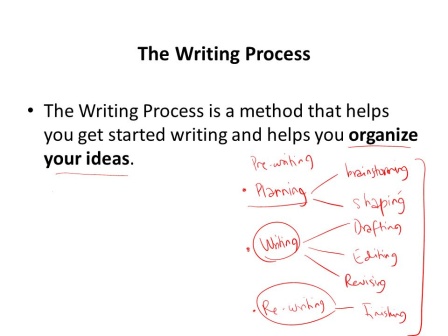 The Writing Process
• The Writing Process is a method that helps
you get started writing and helps you organize
your ideas.
Pre-writing
• Planning
brainstorming
shaping
• Writing
Drafting
Editing
Revising
• Re-writing
Finishing